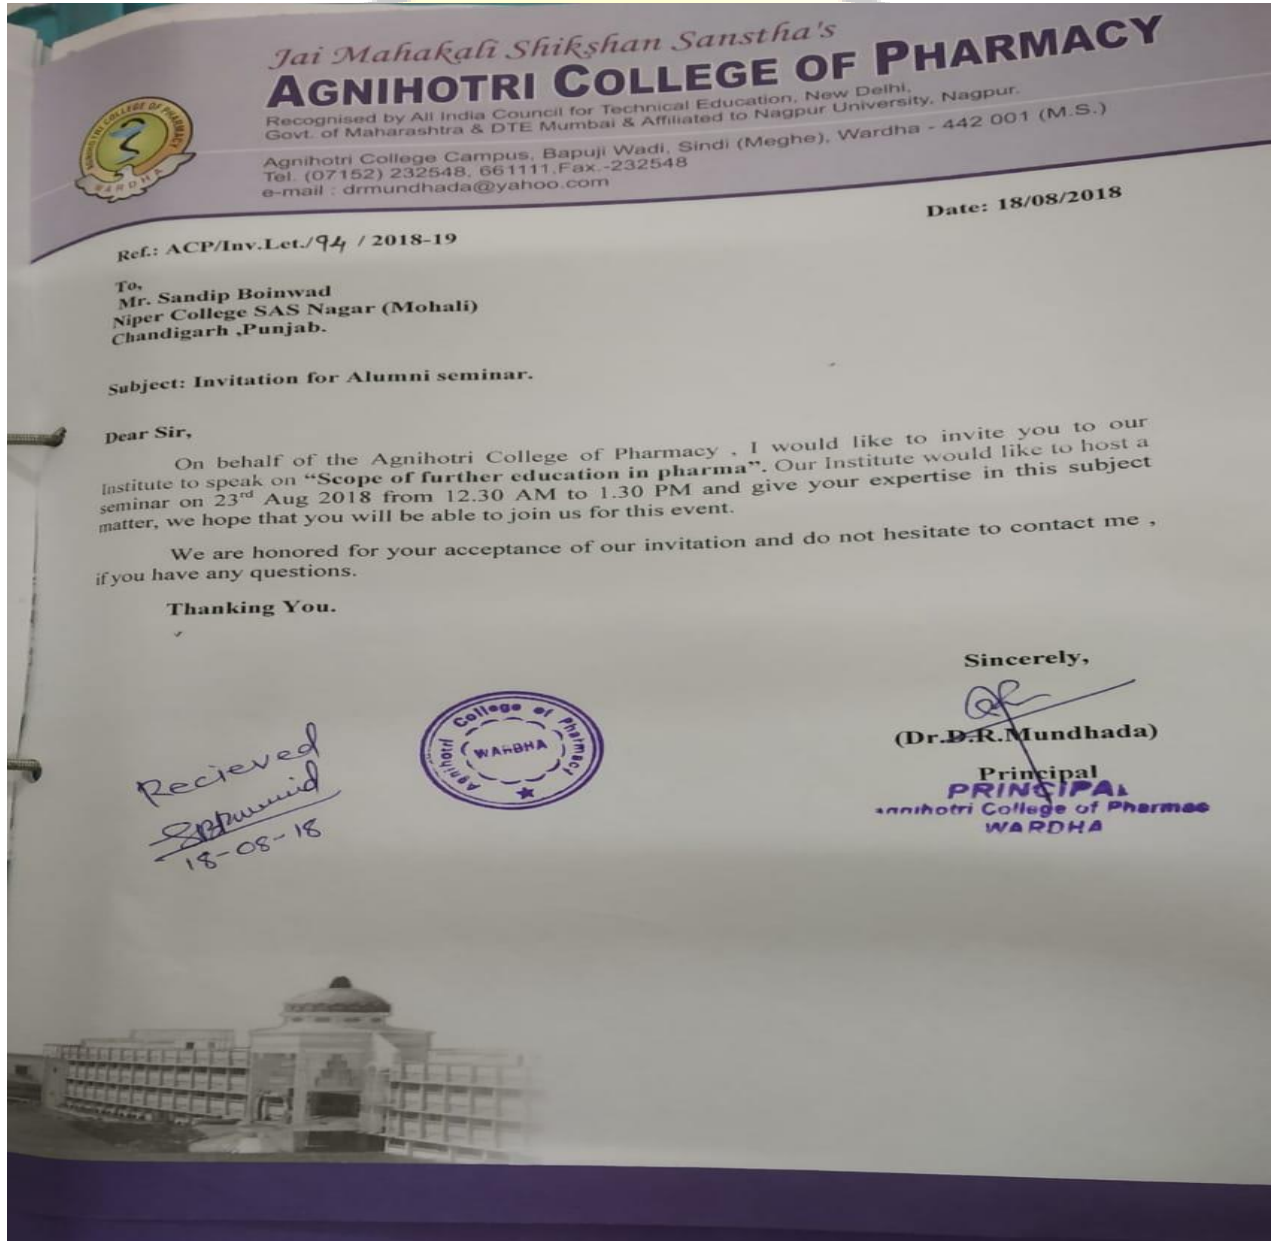 Jai Mahakali Shikshan Sanstha's
AGNIHOTRI COLLEGE OF PHARMACY
Recognised by All India Council for Technical Education, New Delhi,
Govt. of Maharashtra & DTE Mumbai & Affiliated to Nagpur University, Nagpur.
Agnihotri College Campus, Bapuji Wadi, Sindi (Meghe), Wardha - 442 001 (M.S.)
Tel. (07152) 232548, 661111,Fax.-232548
e-mail : drmundhada@yahoo.com
AGNIHOTRI COLLEGE OF PHARMACY
WARDHA
Date: 18/08/2018
Ref.: ACP/Inv.Let./94 / 2018-19
To,
Mr. Sandip Boinwad
Niper College SAS Nagar (Mohali)
Chandigarh ,Punjab.
Subject: Invitation for Alumni seminar.
Dear Sir,
On behalf of the Agnihotri College of Pharmacy , I would like to invite you to our
Institute to speak on “Scope of further education in pharma”. Our Institute would like to host a
seminar on 23rd Aug 2018 from 12.30 AM to 1.30 PM and give your expertise in this subject
matter, we hope that you will be able to join us for this event.
We are honored for your acceptance of our invitation and do not hesitate to contact me ,
if you have any questions.
Thanking You.
Sincerely,
(Dr.D.R.Mundhada)
Principal
PRINCIPAL
Agnihotri College of Pharmac
WARDHA
Agnihotri College of Pharmacy
WARDHA
Recieved
18-08-18